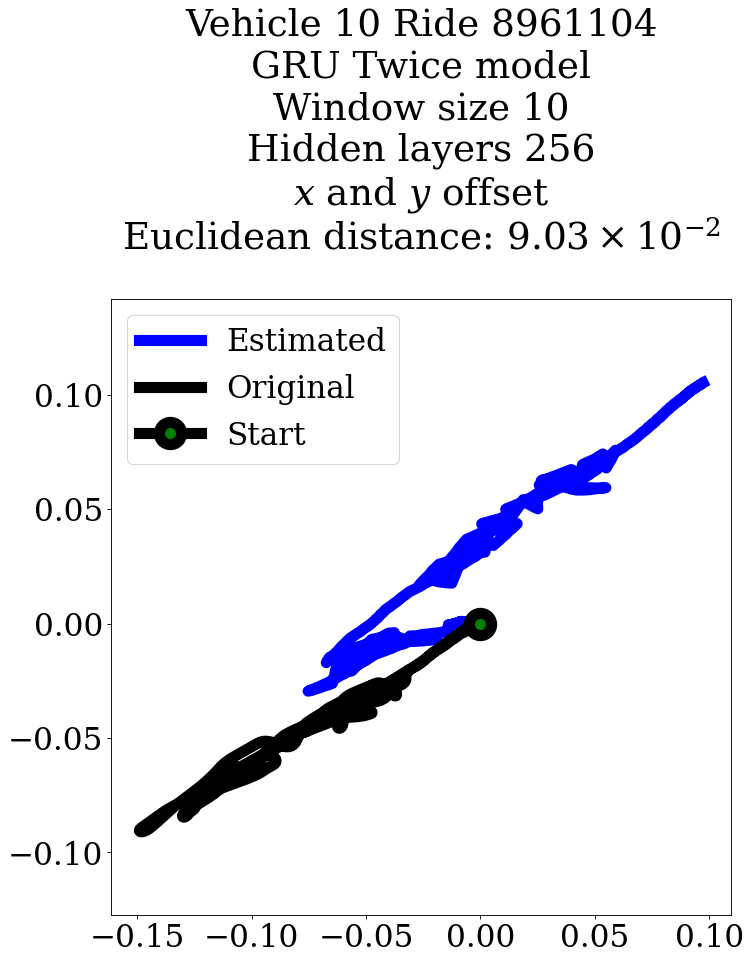 Vehicle 10 Ride 8961104
GRU Twice model
Window size 10
Hidden layers 256
x and y offset
Euclidean distance: 9.03 × 10⁻²
Estimated
Original
Start
0.10
0.05
0.00
−0.05
−0.10
−0.15 −0.10 −0.05 0.00 0.05 0.10